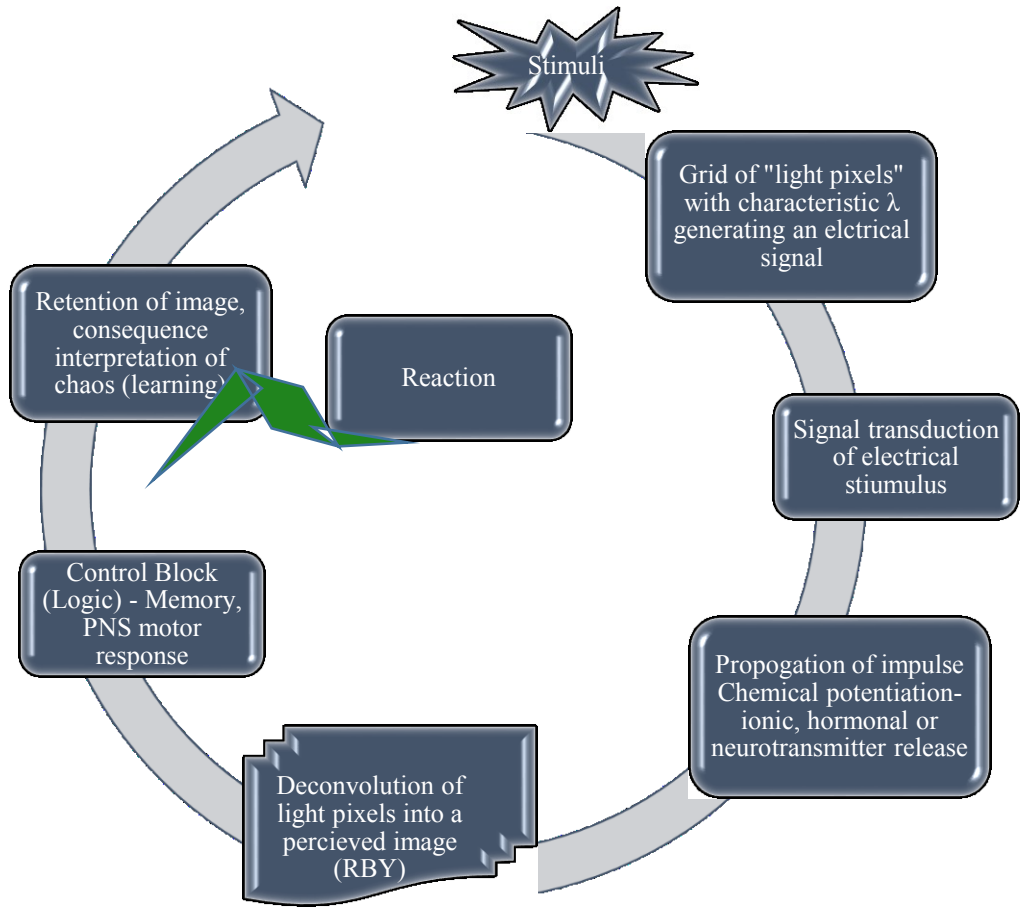 Stimuli
Grid of "light pixels"
with characteristic λ
generating an elctrical
signal
Signal transduction
of electrical
stiumulus
Propogation of impulse
Chemical potentiation-
ionic, hormonal or
neurotransmitter release
Deconvolution of
light pixels into a
percieved image
(RBY)
Control Block
(Logic) - Memory,
PNS motor
response
Retention of image,
consequence
interpretation of
chaos (learning)
Reaction